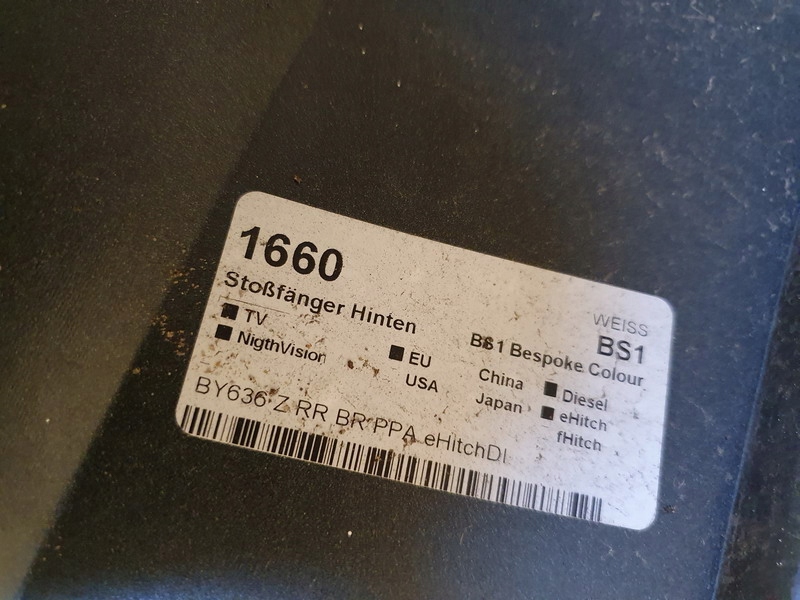 1660
Stoßfänger Hinten
WEISS
BS1
TV
NigthVision
EU
USA
BS1 Bespoke Colour
China
Japan
Diesel
eHitch
fHitch
BY636 Z RR BR PPA eHitchDI